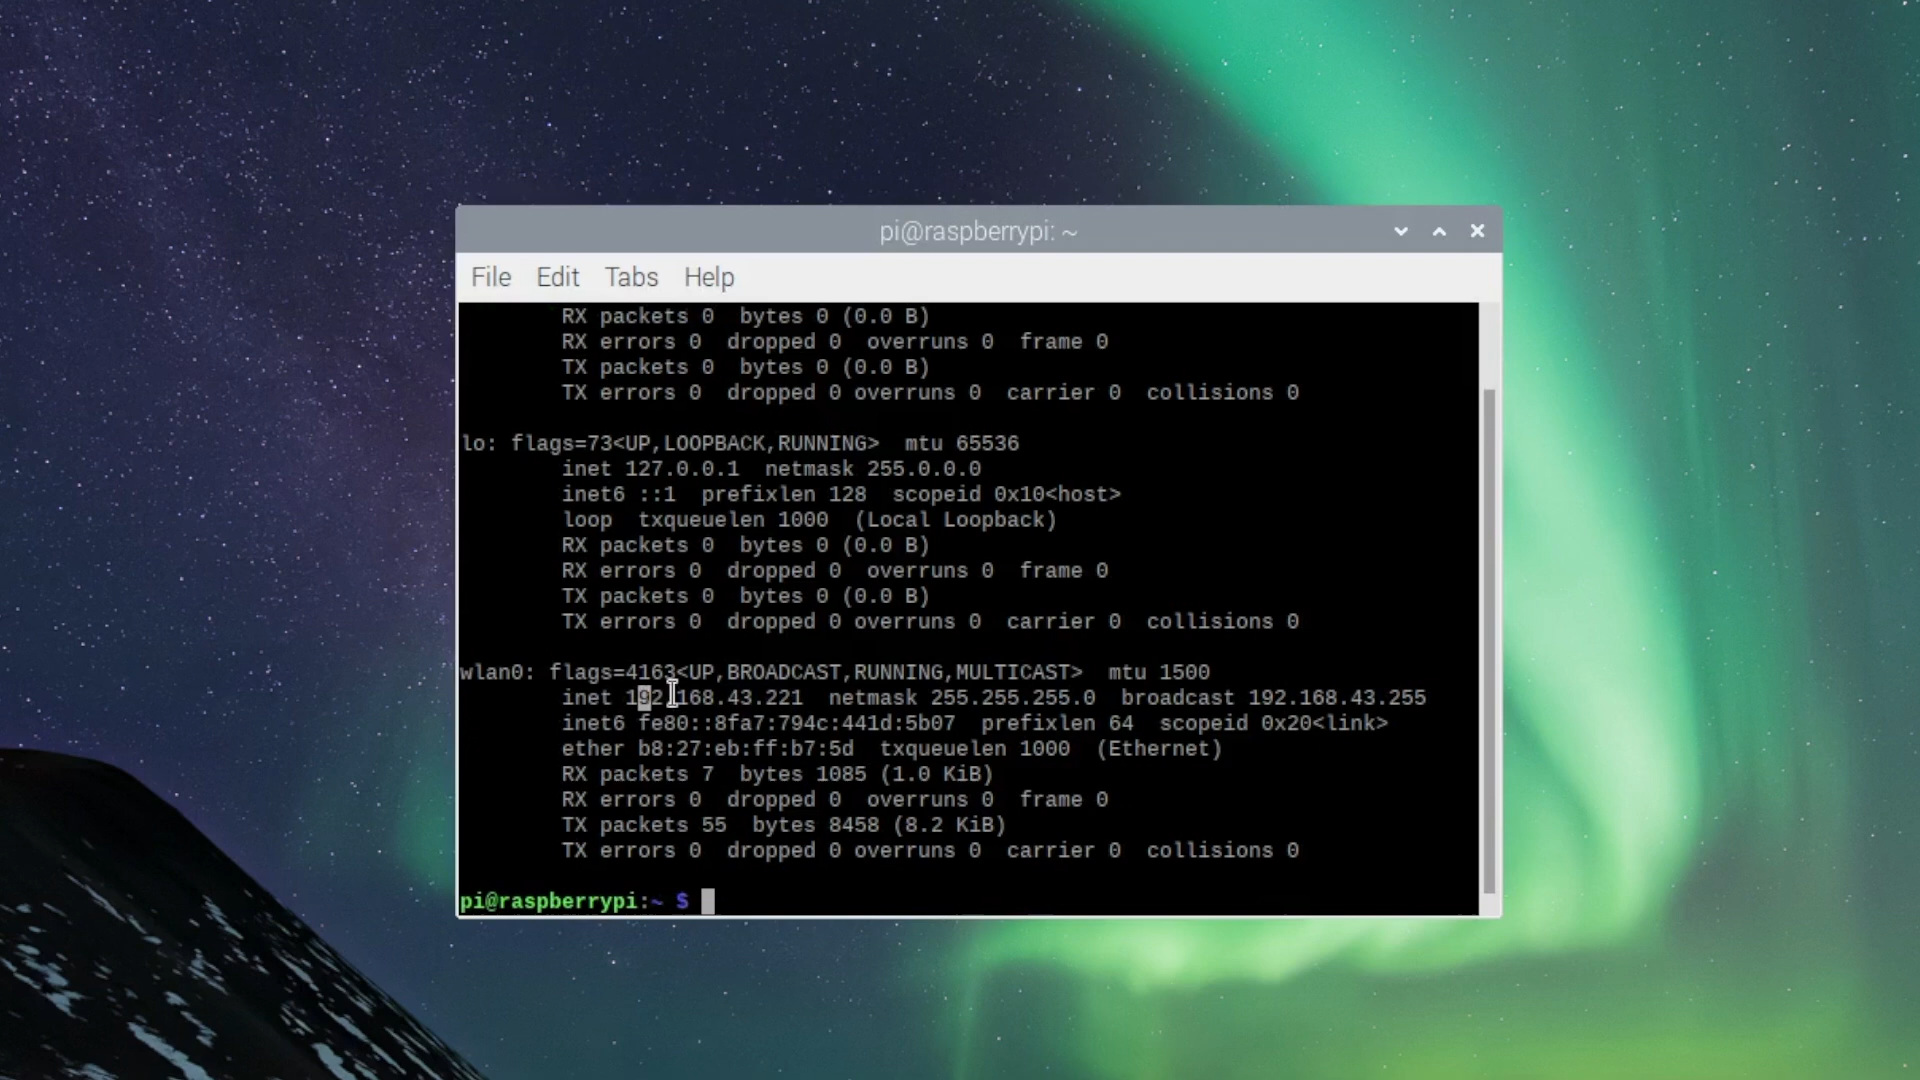 pi@raspberrypi: ~
File Edit Tabs Help
RX packets 0  bytes 0 (0.0 B)
RX errors 0  dropped 0  overruns 0  frame 0
TX packets 0  bytes 0 (0.0 B)
TX errors 0  dropped 0 overruns 0  carrier 0  collisions 0
lo: flags=73<UP,LOOPBACK,RUNNING>  mtu 65536
inet 127.0.0.1  netmask 255.0.0.0
inet6 ::1  prefixlen 128  scopeid 0x10<host>
loop  txqueuelen 1000  (Local Loopback)
RX packets 0  bytes 0 (0.0 B)
RX errors 0  dropped 0  overruns 0  frame 0
TX packets 0  bytes 0 (0.0 B)
TX errors 0  dropped 0 overruns 0  carrier 0  collisions 0
wlan0: flags=4163<UP,BROADCAST,RUNNING,MULTICAST>  mtu 1500
inet 192.168.43.221  netmask 255.255.255.0  broadcast 192.168.43.255
inet6 fe80::8fa7:794c:441d:5b07  prefixlen 64  scopeid 0x20<link>
ether b8:27:eb:ff:b7:5d  txqueuelen 1000  (Ethernet)
RX packets 7  bytes 1085 (1.0 KiB)
RX errors 0  dropped 0  overruns 0  frame 0
TX packets 55  bytes 8458 (8.2 KiB)
TX errors 0  dropped 0 overruns 0  carrier 0  collisions 0
pi@raspberrypi:~ $